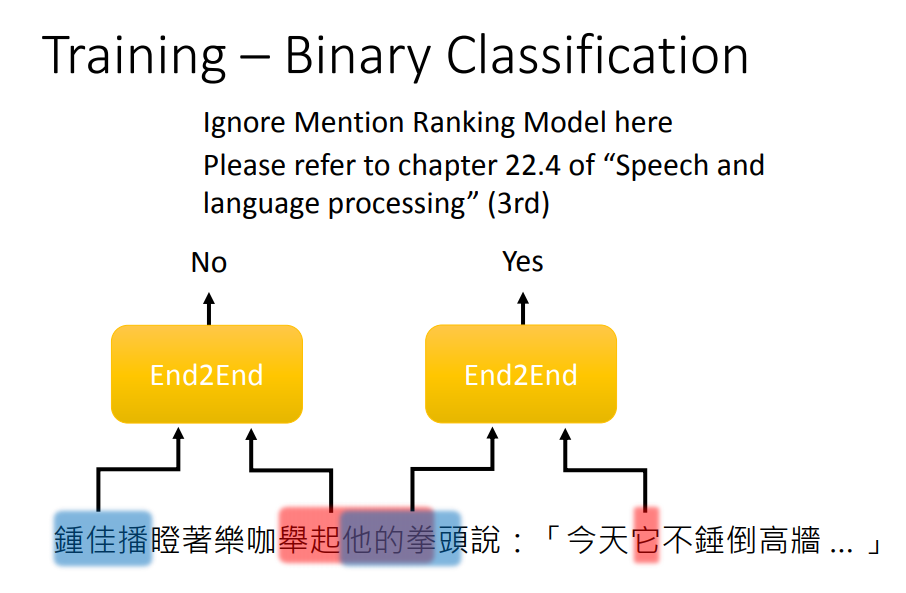 Training – Binary Classification
Ignore Mention Ranking Model here
Please refer to chapter 22.4 of “Speech and
language processing” (3rd)
No
Yes
End2End
End2End
鍾佳播瞪著樂咖舉起他的拳頭說：「今天它不錘倒高牆 ... 」